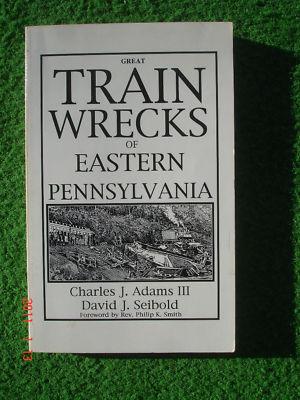 GREAT
TRAIN
WRECKS
OF
EASTERN
PENNSYLVANIA
Charles J. Adams III
David J. Seibold
Foreword by Rev. Philip K. Smith